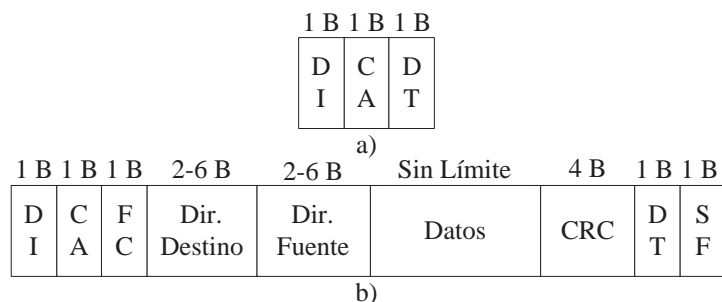 1 B 1 B 1 B
D C D
I A T
a)
1 B 1 B 1 B 2-6 B 2-6 B Sin Límite 4 B 1 B 1 B
D C F Dir. Dir. Datos CRC D S
I A C Destino Fuente T F
b)